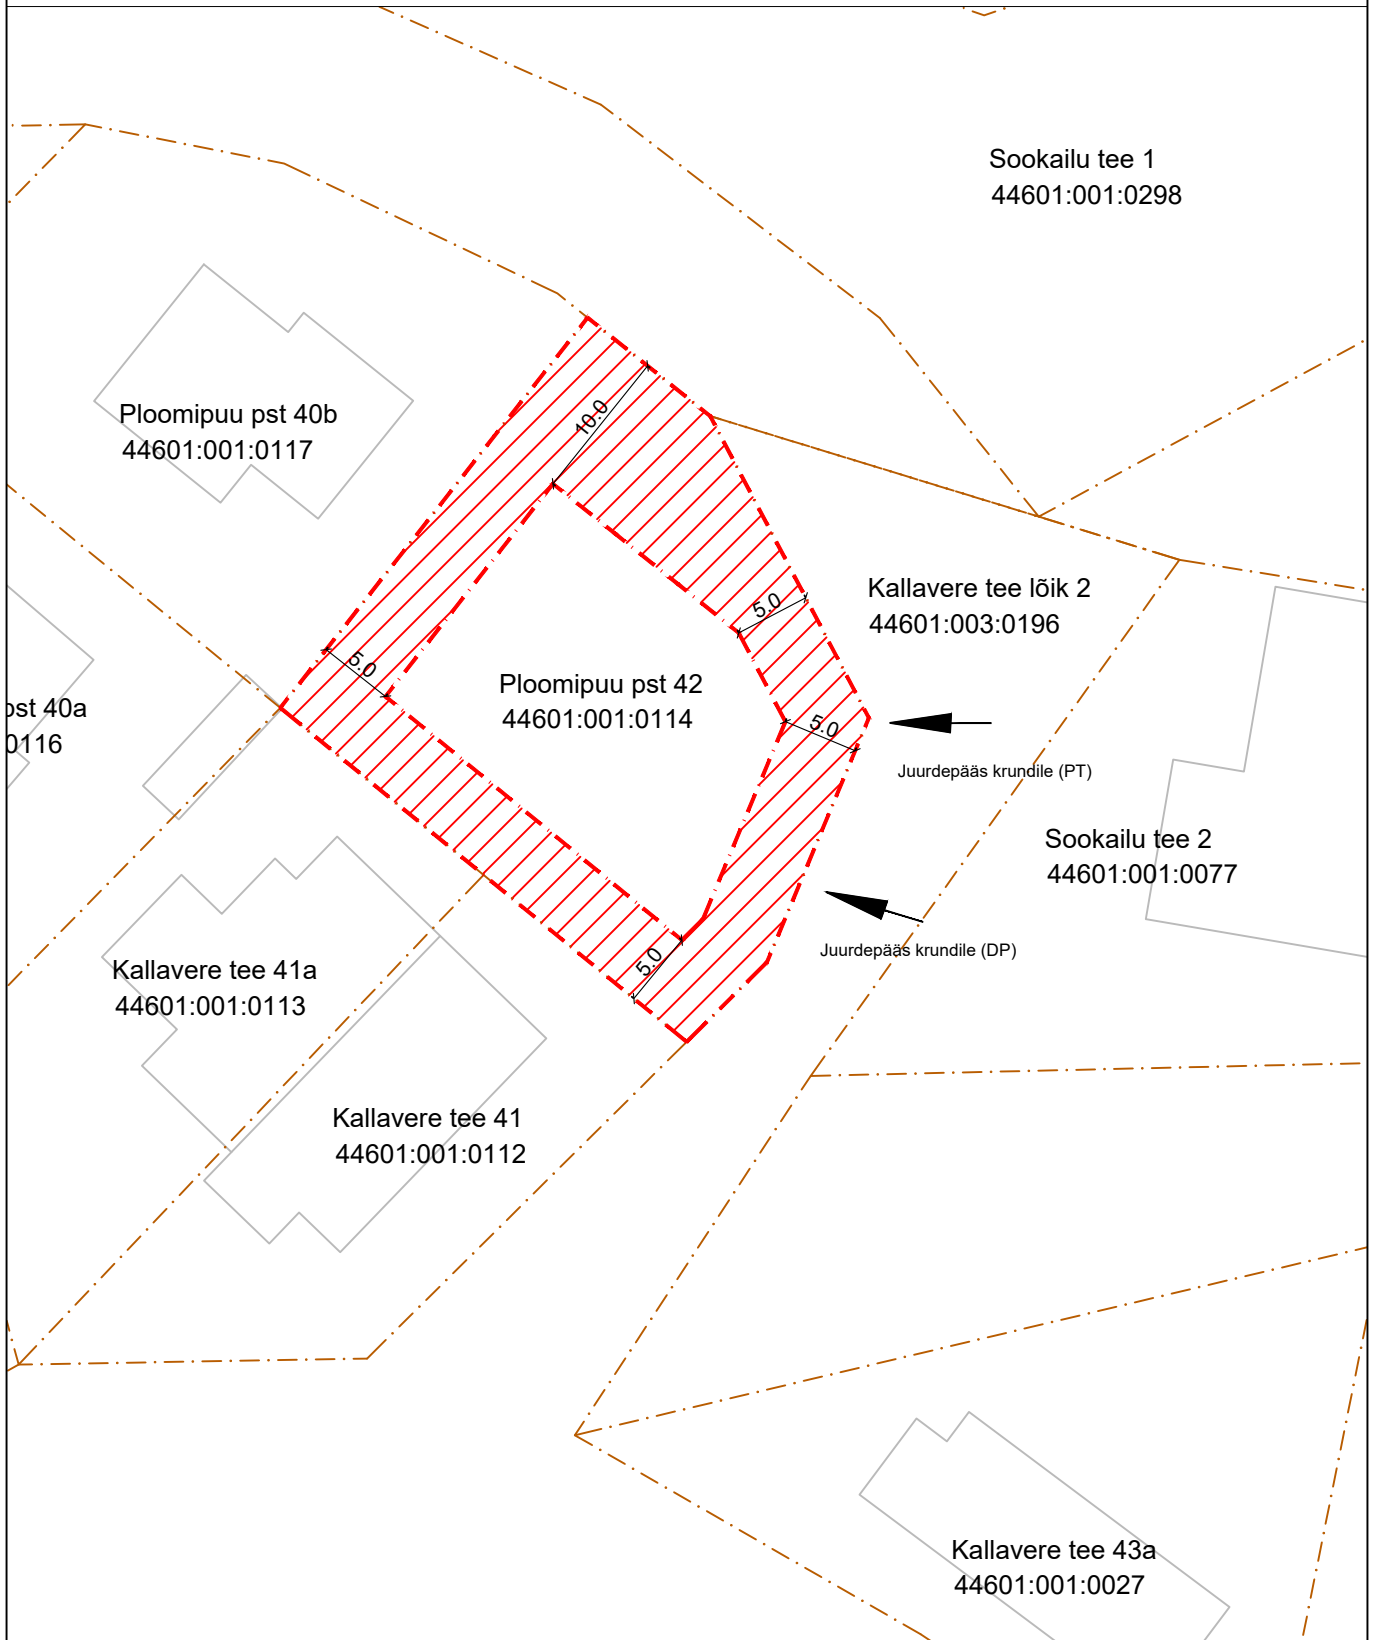 Sookailu tee 1
44601:001:0298
Ploomipuu pst 40b
44601:001:0117
10.0
5.0
Kallavere tee lõik 2
44601:003:0196
5.0
Ploomipuu pst 42
44601:001:0114
pst 40a
0116
5.0
Juurdepääs krundile (PT)
Sookailu tee 2
44601:001:0077
Juurdepääs krundile (DP)
5.0
Kallavere tee 41a
44601:001:0113
Kallavere tee 41
44601:001:0112
Kallavere tee 43a
44601:001:0027